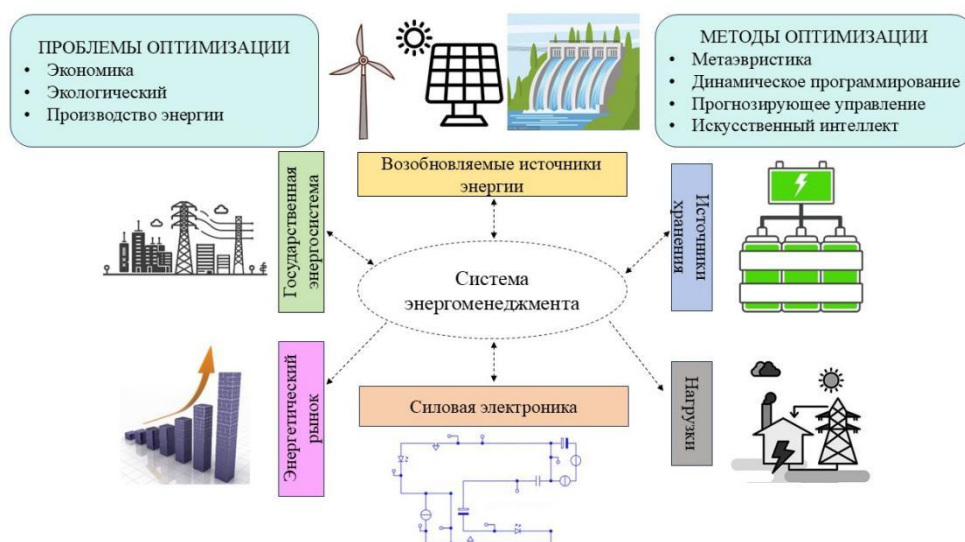 ПРОБЛЕМЫ ОПТИМИЗАЦИИ
• Экономика
• Экологический
• Производство энергии
МЕТОДЫ ОПТИМИЗАЦИИ
• Метаэвристика
• Динамическое программирование
• Прогнозирующее управление
• Искусственный интеллект
Возобновляемые источники
энергии
Государственная
энергосистема
Источники
хранения
Система
энергоменеджмента
Энергетический
рынок
Силовая электроника
Нагрузки